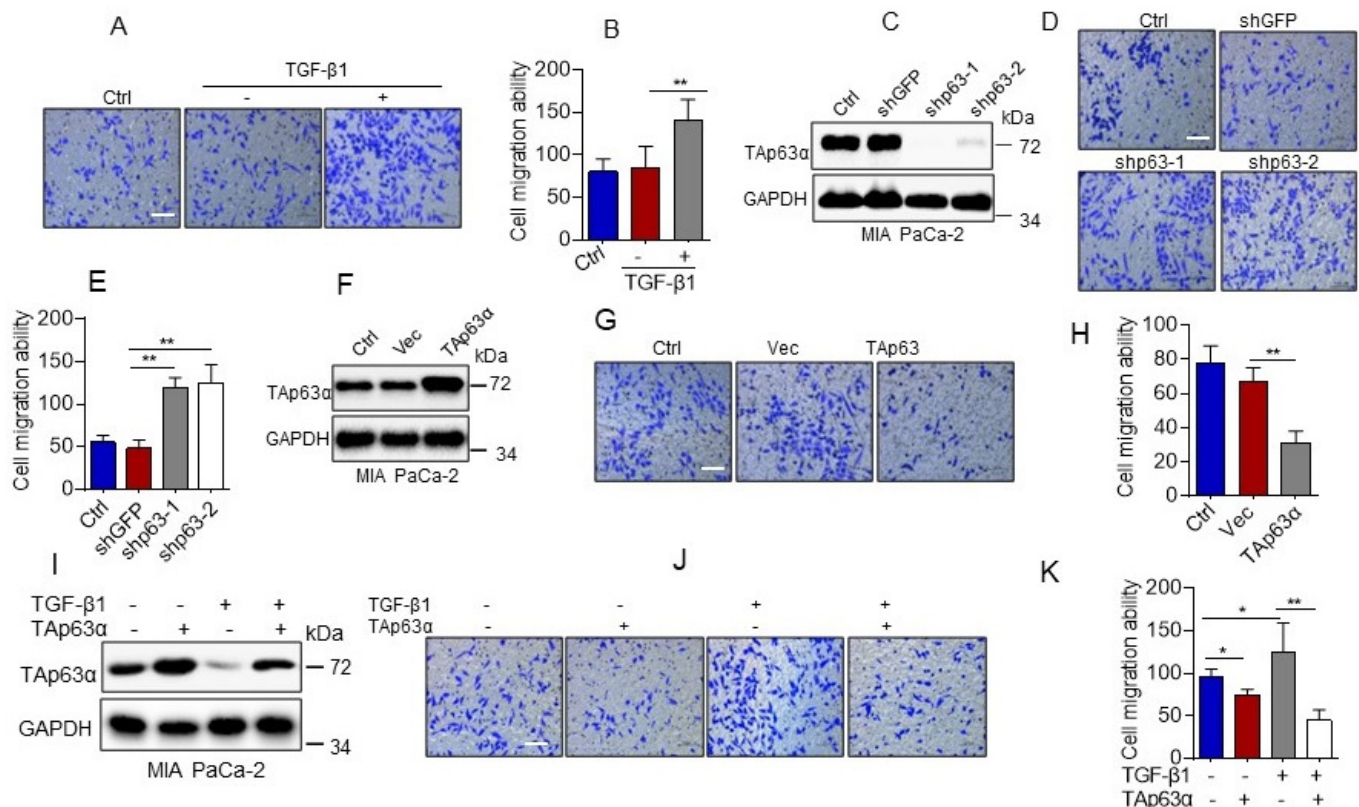 A
TGF-β1
Ctrl - +
B
Cell migration ability
200
150
100
50
0
**
Ctrl - +
TGF-β1
C
Ctrl shGFP shp63-1 shp63-2
kDa
TAp63α 72
GAPDH 34
MIA PaCa-2
D
Ctrl shGFP
shp63-1 shp63-2
E
Cell migration ability
200
150
100
50
0
**
**
Ctrl shGFP shp63-1 shp63-2
F
Ctrl Vec TAp63α
kDa
TAp63α 72
GAPDH
34
MIA PaCa-2
G
Ctrl Vec TAp63
H
Cell migration ability
80
60
40
20
0
**
Ctrl Vec TAp63α
I
TGF-β1 - - + +
TAp63α - + - + kDa
TAp63α 72
GAPDH
34
MIA PaCa-2
J
TGF-β1 - - + +
TAp63α - + - +
K
Cell migration ability
200
150
100
50
0
* **
*
TGF-β1 - - + +
TAp63α - + - +